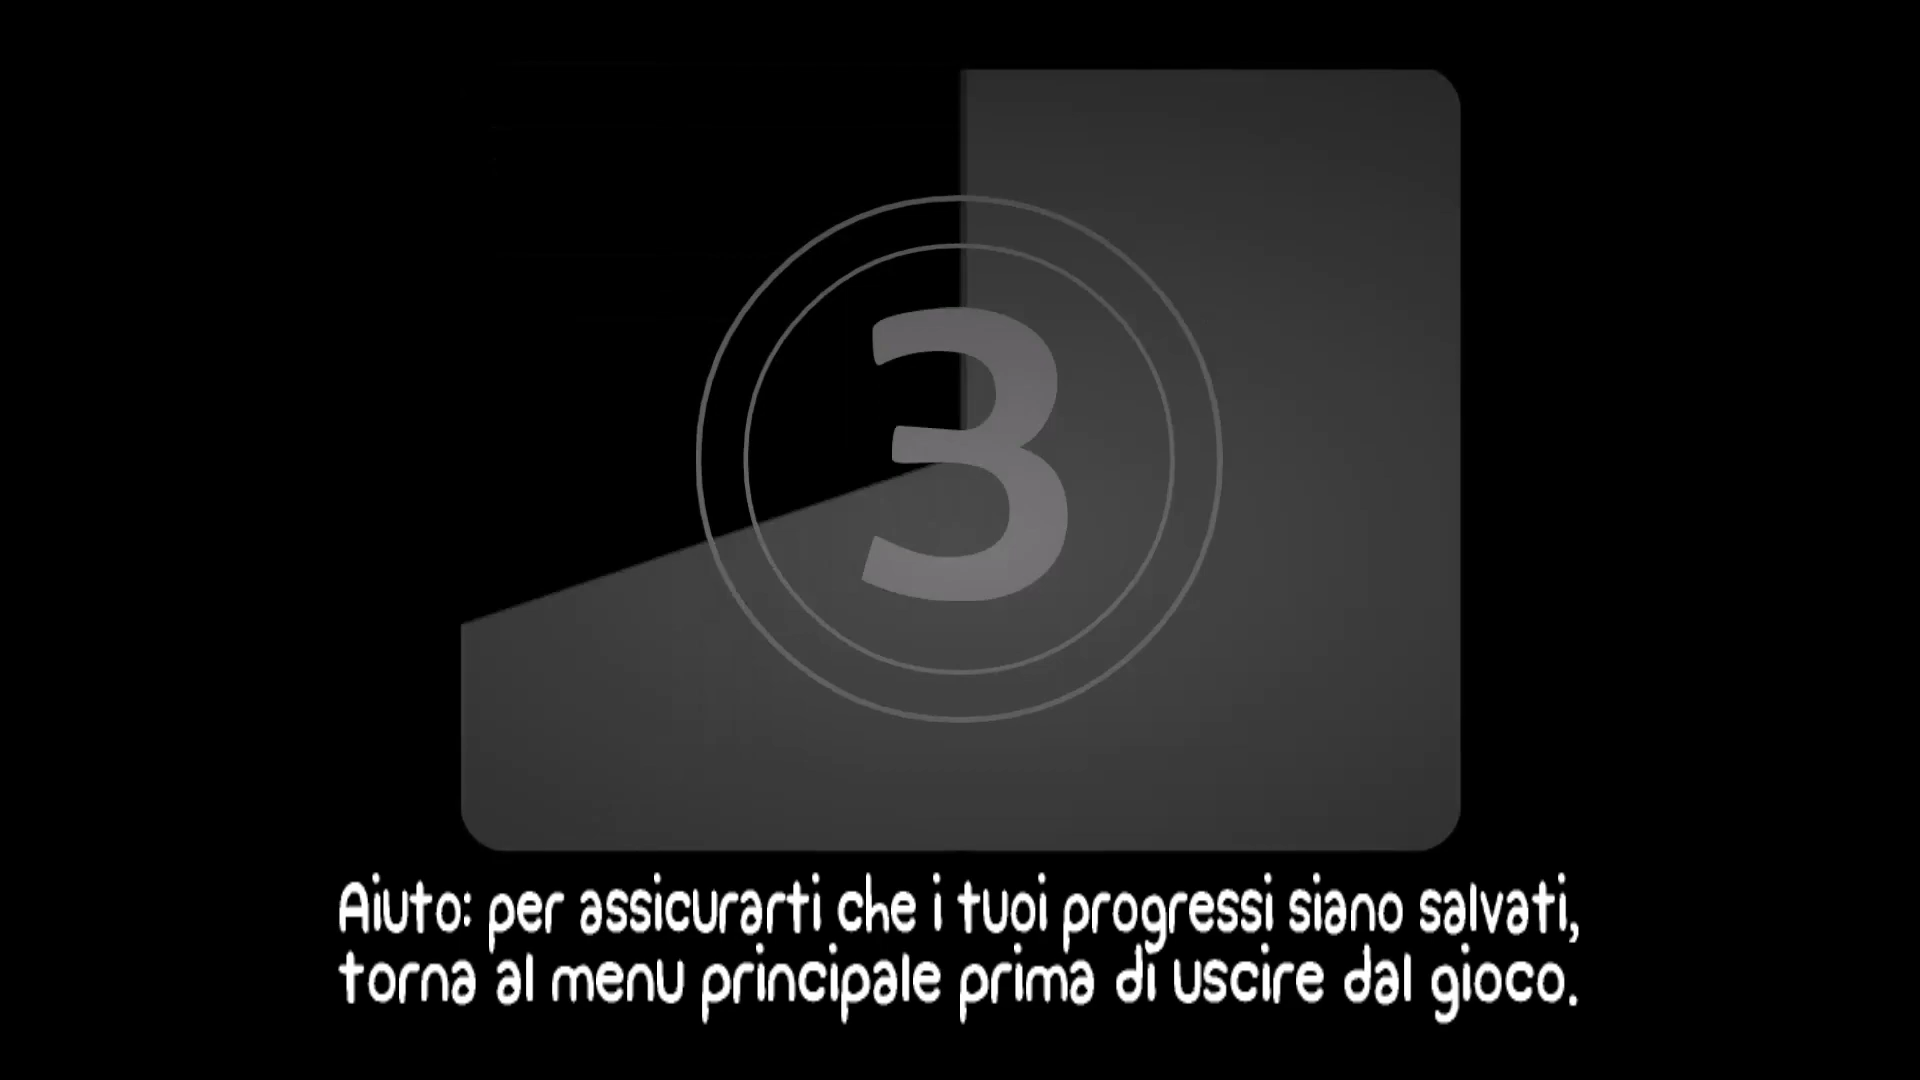 3
Aiuto: per assicurarti che i tuoi progressi siano salvati,
torna al menu principale prima di uscire dal gioco.